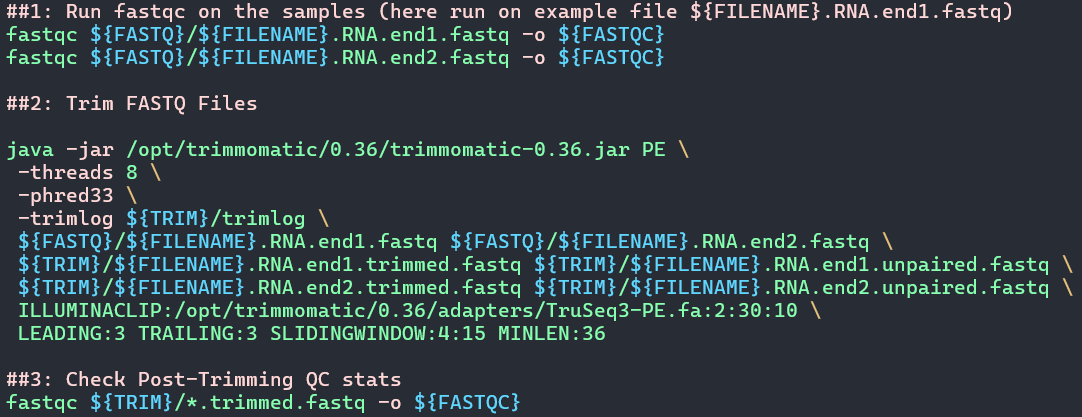 ##1: Run fastqc on the samples (here run on example file ${FILENAME}.RNA.end1.fastq)
fastqc ${FASTQ}/${FILENAME}.RNA.end1.fastq -o ${FASTQC}
fastqc ${FASTQ}/${FILENAME}.RNA.end2.fastq -o ${FASTQC}
##2: Trim FASTQ Files
java -jar /opt/trimmomatic/0.36/trimmomatic-0.36.jar PE \
-threads 8 \
-phred33 \
-trimlog ${TRIM}/trimlog \
${FASTQ}/${FILENAME}.RNA.end1.fastq ${FASTQ}/${FILENAME}.RNA.end2.fastq \
${TRIM}/${FILENAME}.RNA.end1.trimmed.fastq ${TRIM}/${FILENAME}.RNA.end1.unpaired.fastq \
${TRIM}/${FILENAME}.RNA.end2.trimmed.fastq ${TRIM}/${FILENAME}.RNA.end2.unpaired.fastq \
ILLUMINACLIP:/opt/trimmomatic/0.36/adapters/TruSeq3-PE.fa:2:30:10 \
LEADING:3 TRAILING:3 SLIDINGWINDOW:4:15 MINLEN:36
##3: Check Post-Trimming QC stats
fastqc ${TRIM}/*.trimmed.fastq -o ${FASTQC}